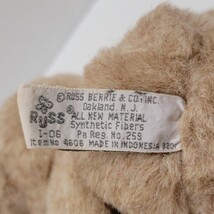 © RUSS BERRIE & CO., INC.
Oakland, N. J.
RUSS ALL NEW MATERIAL
Synthetic Fibers
1-06 Pa Reg. No. 259
Item No 4606 MADE IN INDONESIA